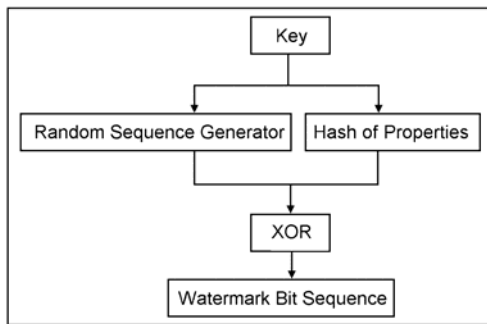 Key
Random Sequence Generator
Hash of Properties
XOR
Watermark Bit Sequence